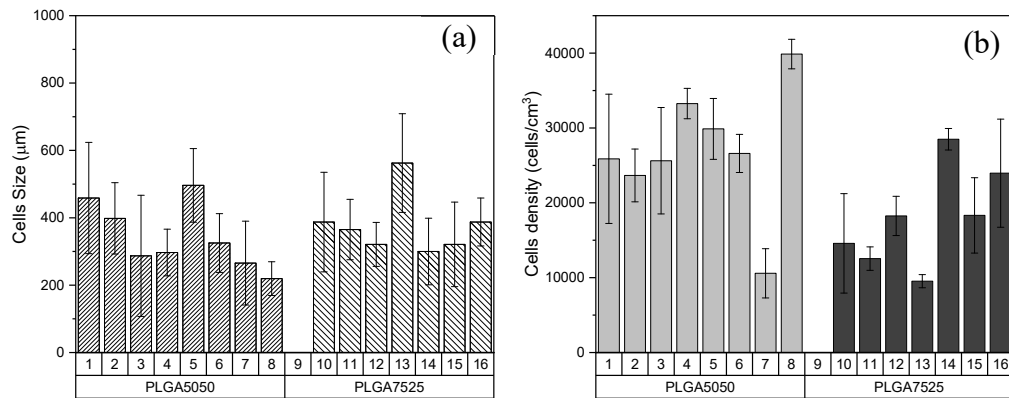 (a)
Cells Size (μm)
1000
800
600
400
200
0
1 2 3 4 5 6 7 8 9 10 11 12 13 14 15 16
PLGA5050 PLGA7525
(b)
Cells density (cells/cm³)
40000
30000
20000
10000
0
1 2 3 4 5 6 7 8 9 10 11 12 13 14 15 16
PLGA5050 PLGA7525